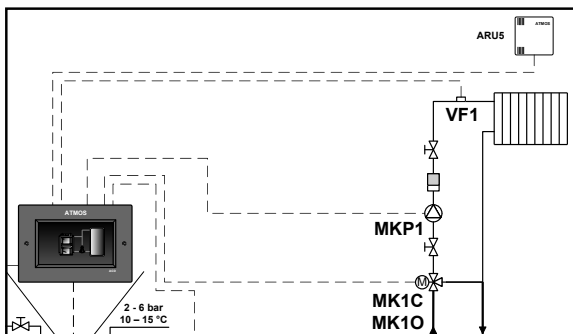 ARU5
ATMOS
VF1
ATMOS
MKP1
M
MK1C
MK1O
2 - 6 bar
10 – 15 °C